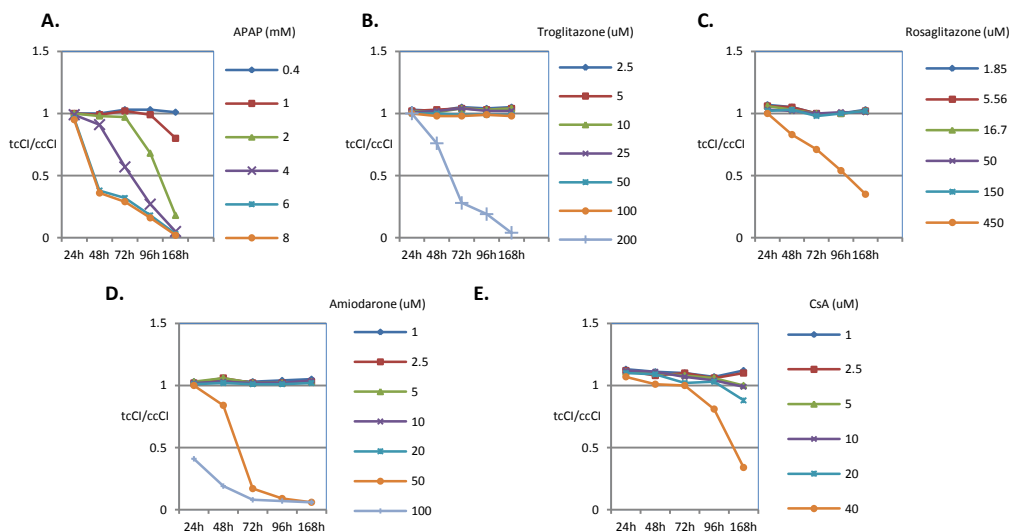 A.
APAP (mM)
1.5
1
0.5
0
tcCI/ccCI
24h 48h 72h 96h 168h
0.4
1
2
4
6
8
B.
Troglitazone (uM)
1.5
1
0.5
0
tcCI/ccCI
24h 48h 72h 96h 168h
2.5
5
10
25
50
100
200
C.
Rosaglitazone (uM)
1.5
1
0.5
0
tcCI/ccCI
24h 48h 72h 96h 168h
1.85
5.56
16.7
50
150
450
D.
Amiodarone (uM)
1.5
1
0.5
0
tcCI/ccCI
24h 48h 72h 96h 168h
1
2.5
5
10
20
50
100
E.
CsA (uM)
1.5
1
0.5
0
tcCI/ccCI
24h 48h 72h 96h 168h
1
2.5
5
10
20
40